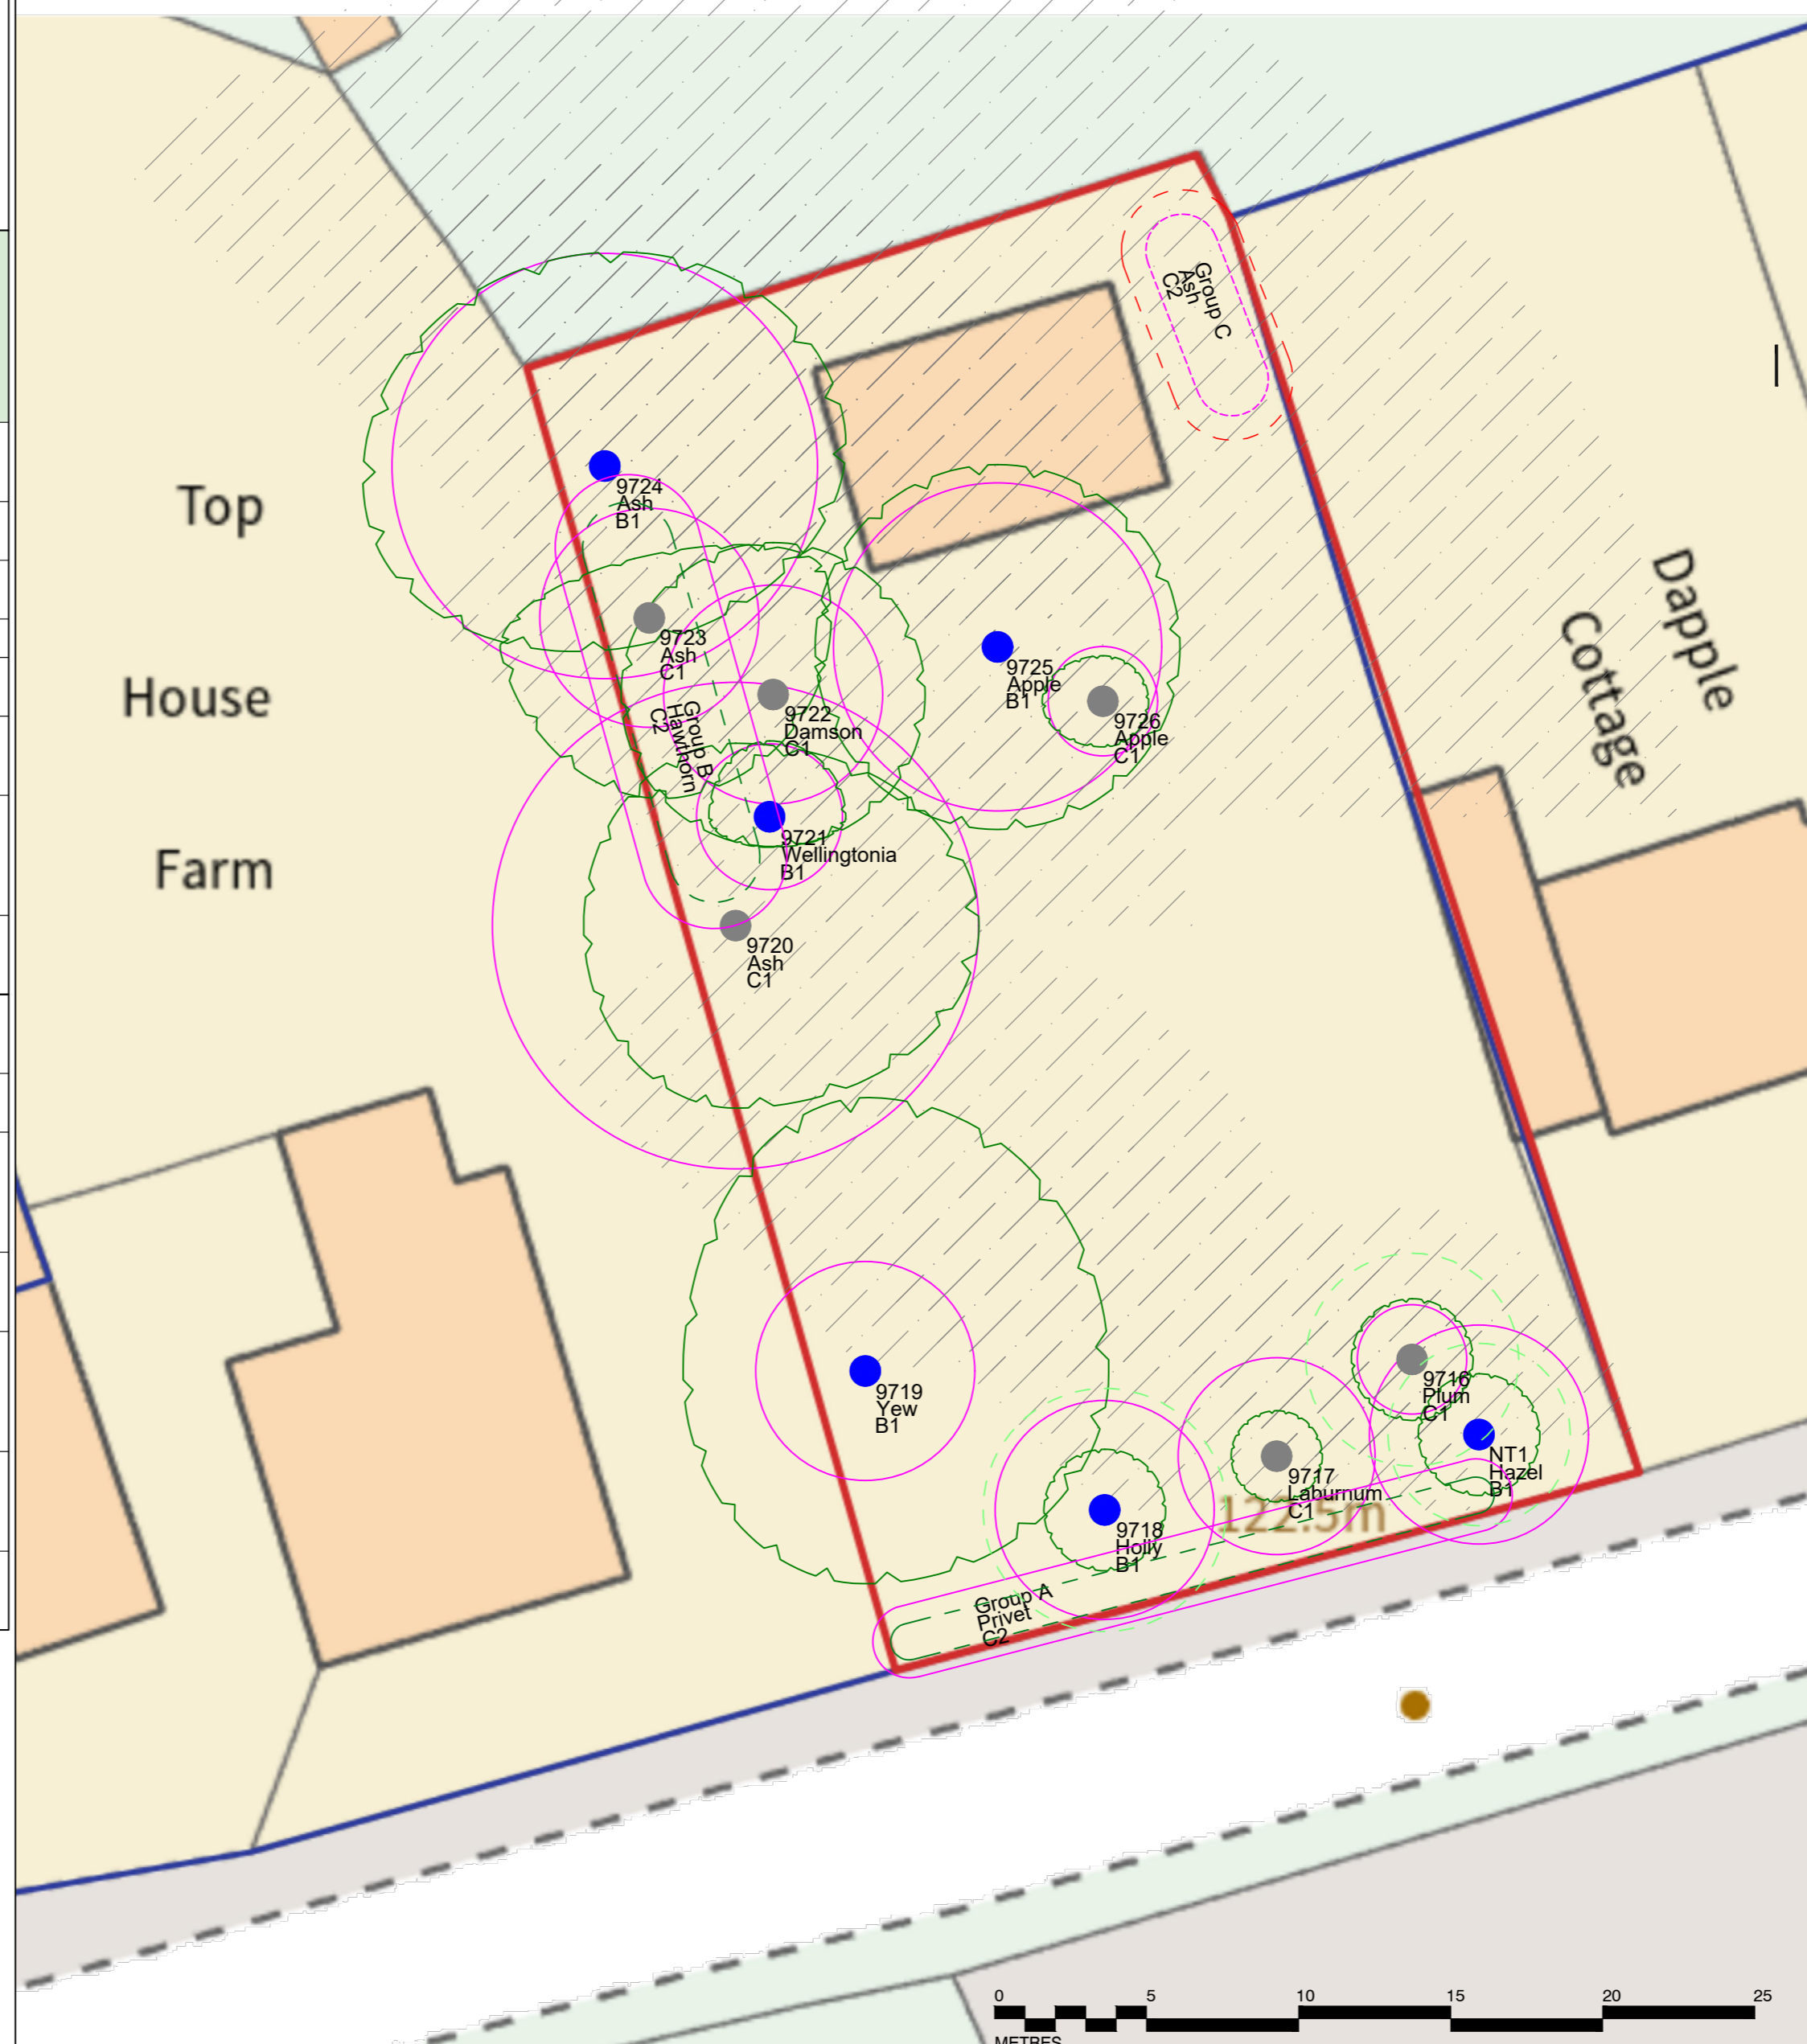 Group C
Ash
C2
Top
House
Farm
Dapple
Cottage
9724
Ash
B1
9723
Ash
C1
9725
Apple
B1
9726
Apple
C1
9722
Damson
C1
Group B
Hawthorn
C2
9721
Wellingtonia
B1
9720
Ash
C1
9719
Yew
B1
9716
Plum
C1
NT1
Hazel
B1
9717
Laburnum
C1
122.5m
9718
Holly
B1
Group A
Privet
C2
0 5 10 15 20 25
METRES